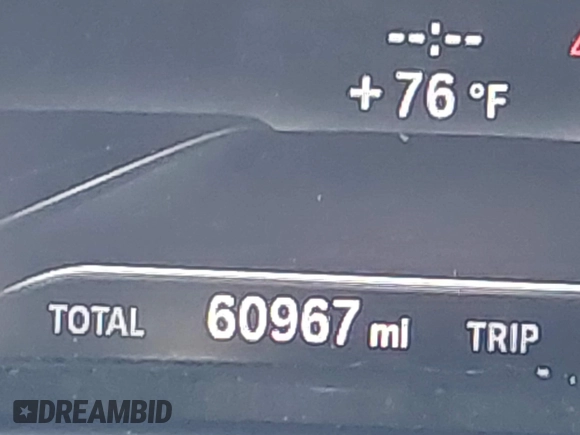 --:--
+76 °F
TOTAL 60967 mi TRIP
DREAMBID